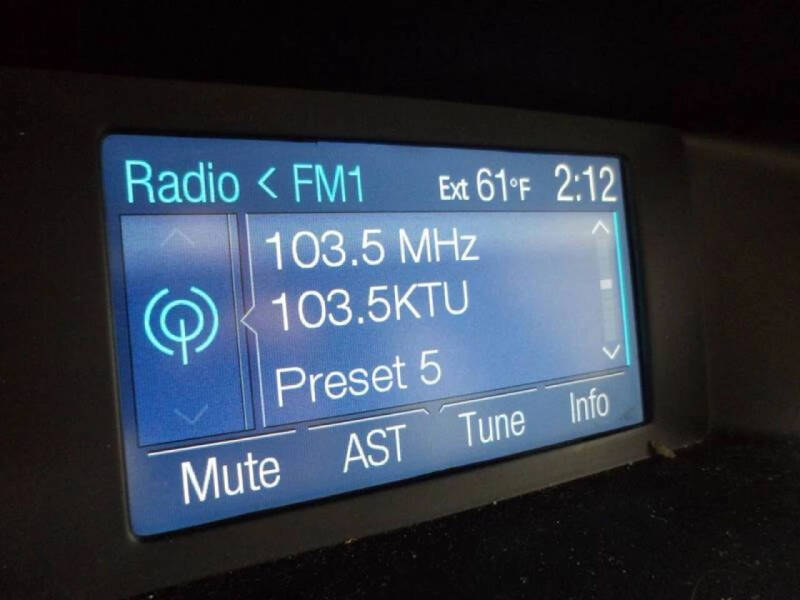 Radio < FM1 Ext 61°F 2:12
103.5 MHz
103.5KTU
Preset 5
Mute AST Tune Info